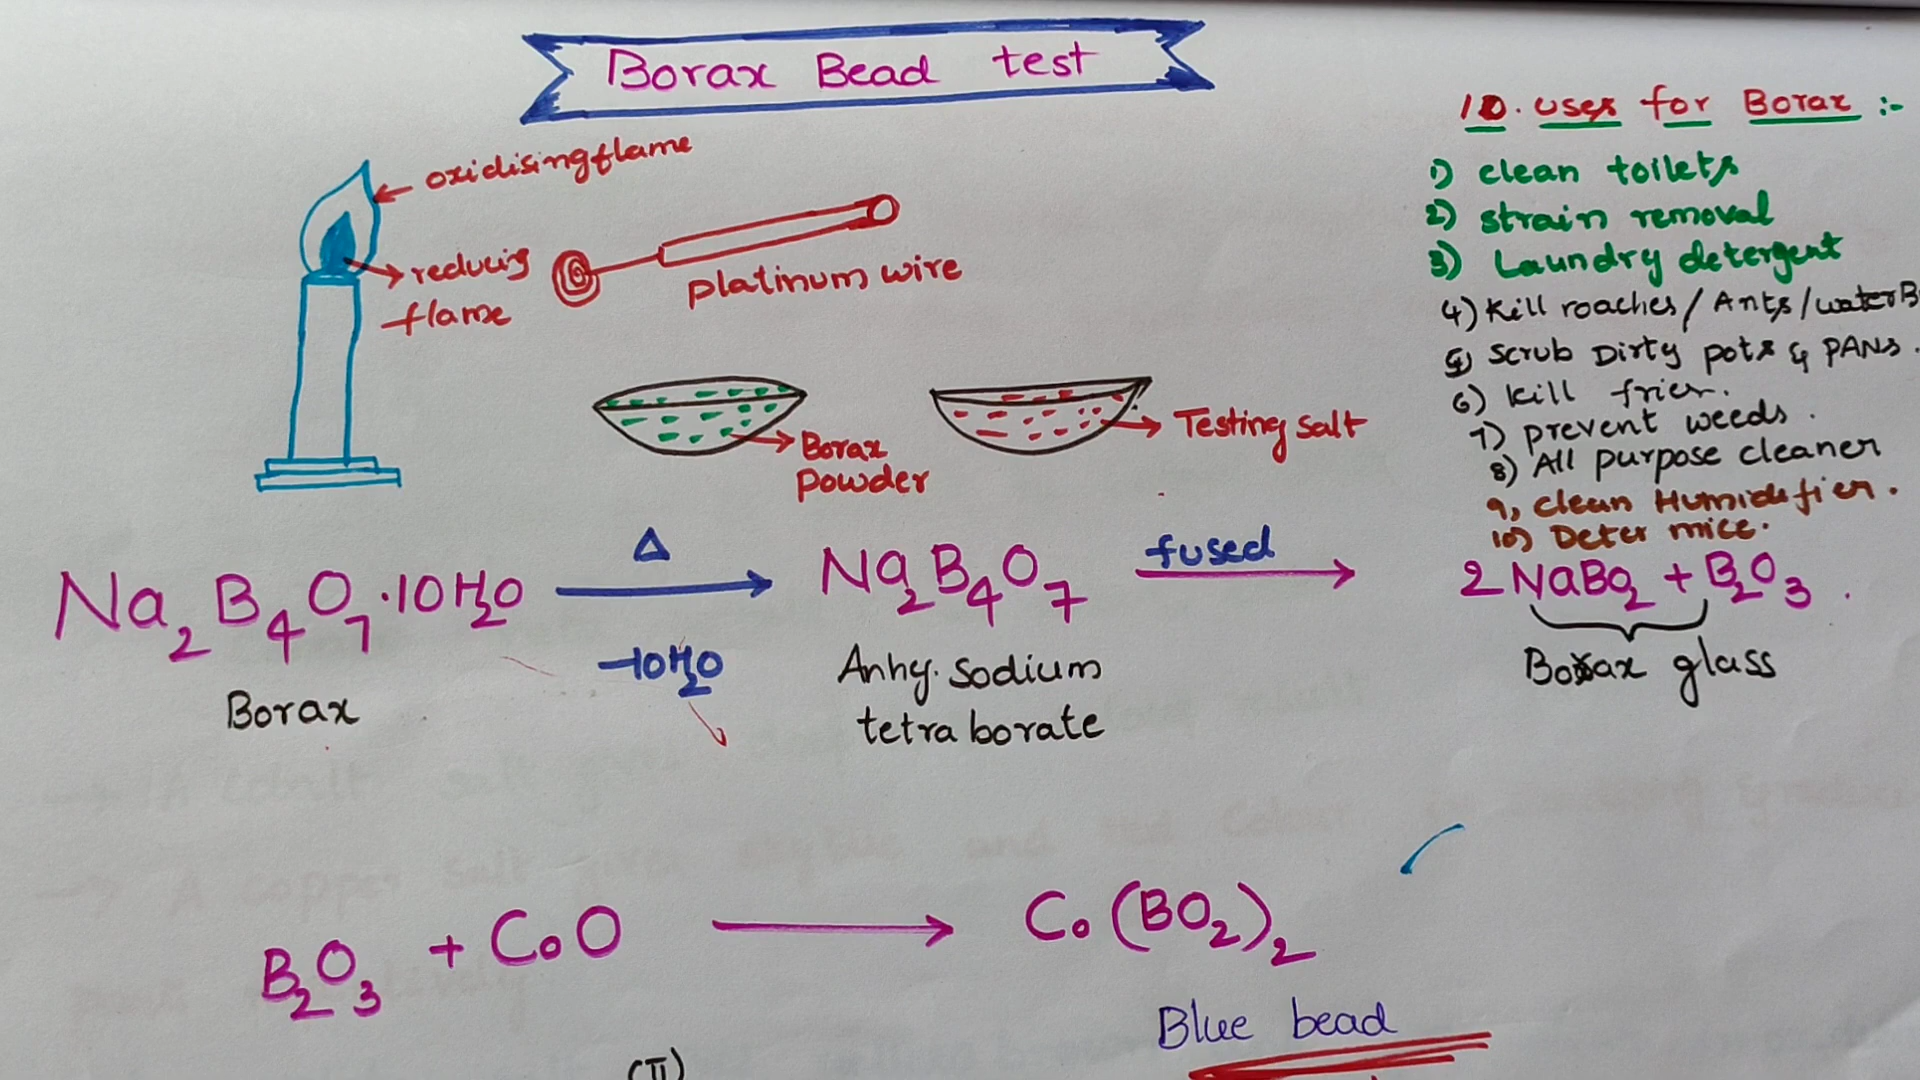 Borax Bead test
oxidising flame
reducing
flame
platinum wire
Borax
powder
Testing salt
10. uses for Borax :-
1) clean toilets
2) strain removal
3) Laundry detergent
4) Kill roaches / Ants / water B
5) Scrub Dirty pots & PANs.
6) Kill frier.
7) prevent weeds.
8) All purpose cleaner
9, clean Humidifier.
10) Deter mice.
Na₂B₄O₇·10H₂O
Δ
-10H₂O
Na₂B₄O₇
fused
2NaBO₂ + B₂O₃.
Borax
Anhy. sodium
tetra borate
Borax glass
B₂O₃ + CoO → Co(BO₂)₂
Blue bead
(II)